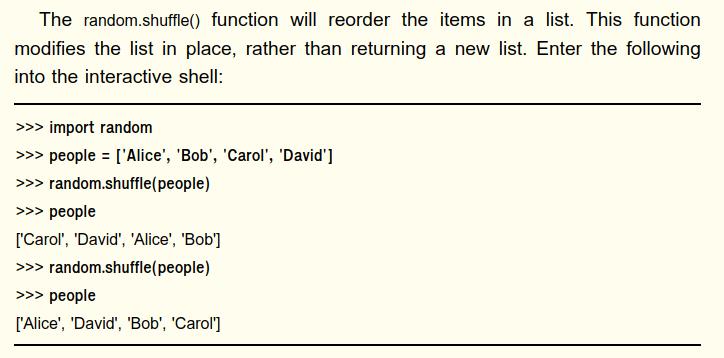 The random.shuffle() function will reorder the items in a list. This function
modifies the list in place, rather than returning a new list. Enter the following
into the interactive shell:
>>> import random
>>> people = ['Alice', 'Bob', 'Carol', 'David']
>>> random.shuffle(people)
>>> people
['Carol', 'David', 'Alice', 'Bob']
>>> random.shuffle(people)
>>> people
['Alice', 'David', 'Bob', 'Carol']